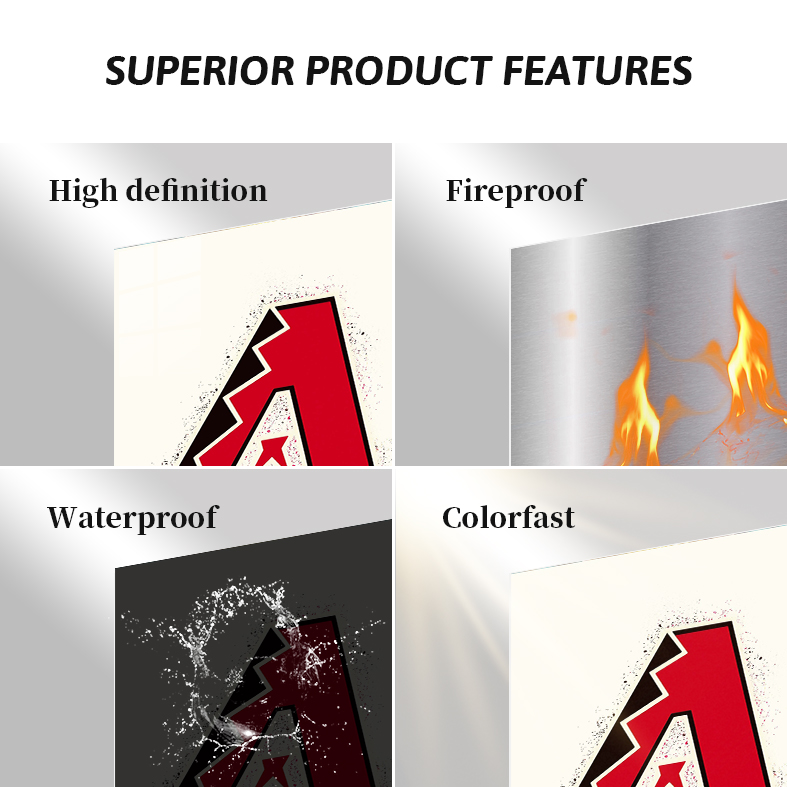 SUPERIOR PRODUCT FEATURES
High definition
Fireproof
Waterproof
Colorfast